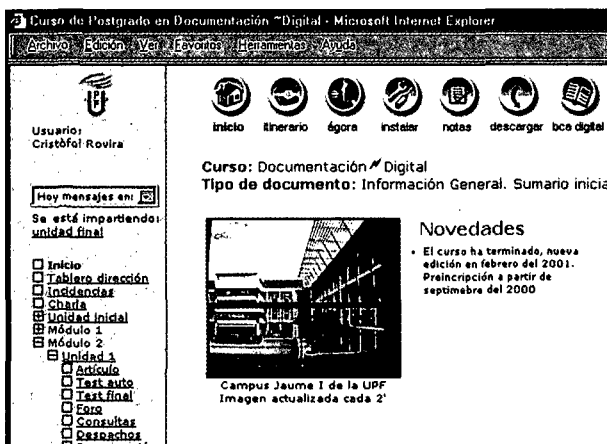 Curso de Postgrado en Documentación ~Digital - Microsoft Internet Explorer
Archivo Edición Ver Favoritos Herramientas Ayuda
UPF
inicio itinerario ágora instalar notas descargar bca digital
Usuario:
Cristòfol Rovira
Curso: Documentación Digital
Tipo de documento: Información General. Sumario inicia
Hoy mensajes en:
Se está impartiendo:
unidad final
Novedades
• El curso ha terminado, nueva
edición en febrero del 2001.
Preincripción a partir de
septimebre del 2000
Inicio
Tablero dirección
Incidencias
Charla
Unidad inicial
Módulo 1
Módulo 2
Unidad 1
Artículo
Test auto
Test final
Foro
Consultas
Despachos
Campus Jaume I de la UPF
Imagen actualizada cada 2'